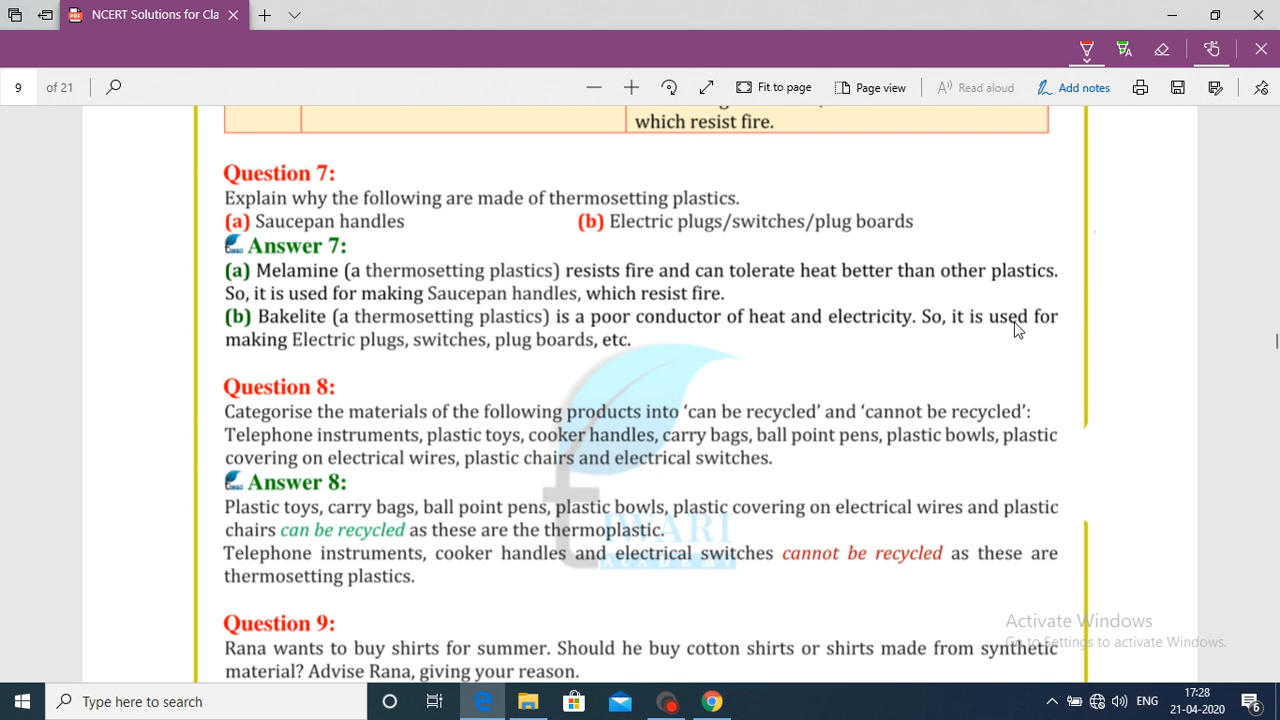 NCERT Solutions for Cla
9 of 21 Fit to page Page view Read aloud Add notes
which resist fire.
Question 7:
Explain why the following are made of thermosetting plastics.
(a) Saucepan handles (b) Electric plugs/switches/plug boards
Answer 7:
(a) Melamine (a thermosetting plastics) resists fire and can tolerate heat better than other plastics.
So, it is used for making Saucepan handles, which resist fire.
(b) Bakelite (a thermosetting plastics) is a poor conductor of heat and electricity. So, it is used for
making Electric plugs, switches, plug boards, etc.
Question 8:
Categorise the materials of the following products into ‘can be recycled’ and ‘cannot be recycled’:
Telephone instruments, plastic toys, cooker handles, carry bags, ball point pens, plastic bowls, plastic
covering on electrical wires, plastic chairs and electrical switches.
Answer 8:
Plastic toys, carry bags, ball point pens, plastic bowls, plastic covering on electrical wires and plastic
chairs can be recycled as these are the thermoplastic.
IWARI
ACADEMY
Telephone instruments, cooker handles and electrical switches cannot be recycled as these are
thermosetting plastics.
Question 9:
Activate Windows
Go to Settings to activate Windows.
Rana wants to buy shirts for summer. Should he buy cotton shirts or shirts made from synthetic
material? Advise Rana, giving your reason.
Type here to search
ENG
17:28
21-04-2020
6